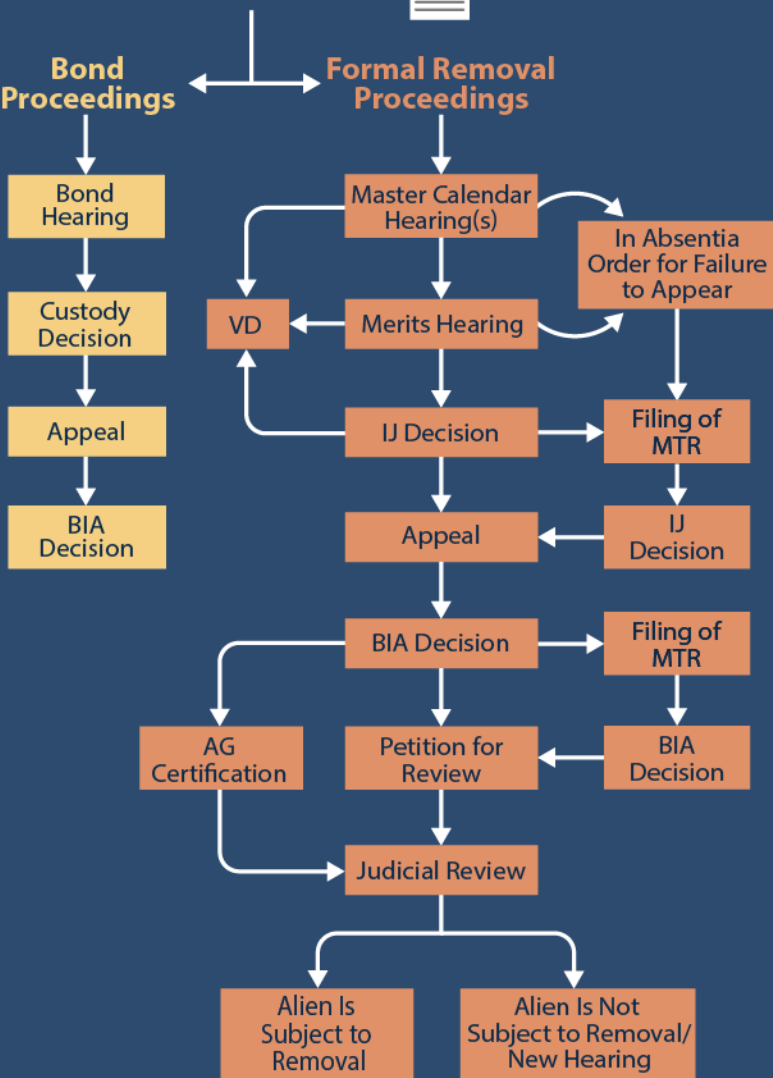 Bond
Proceedings
Formal Removal
Proceedings
Bond
Hearing
Custody
Decision
Appeal
BIA
Decision
Master Calendar
Hearing(s)
In Absentia
Order for Failure
to Appear
VD
Merits Hearing
IJ Decision
Filing of
MTR
Appeal
IJ
Decision
BIA Decision
Filing of
MTR
AG
Certification
Petition for
Review
BIA
Decision
Judicial Review
Alien Is
Subject to
Removal
Alien Is Not
Subject to Removal/
New Hearing